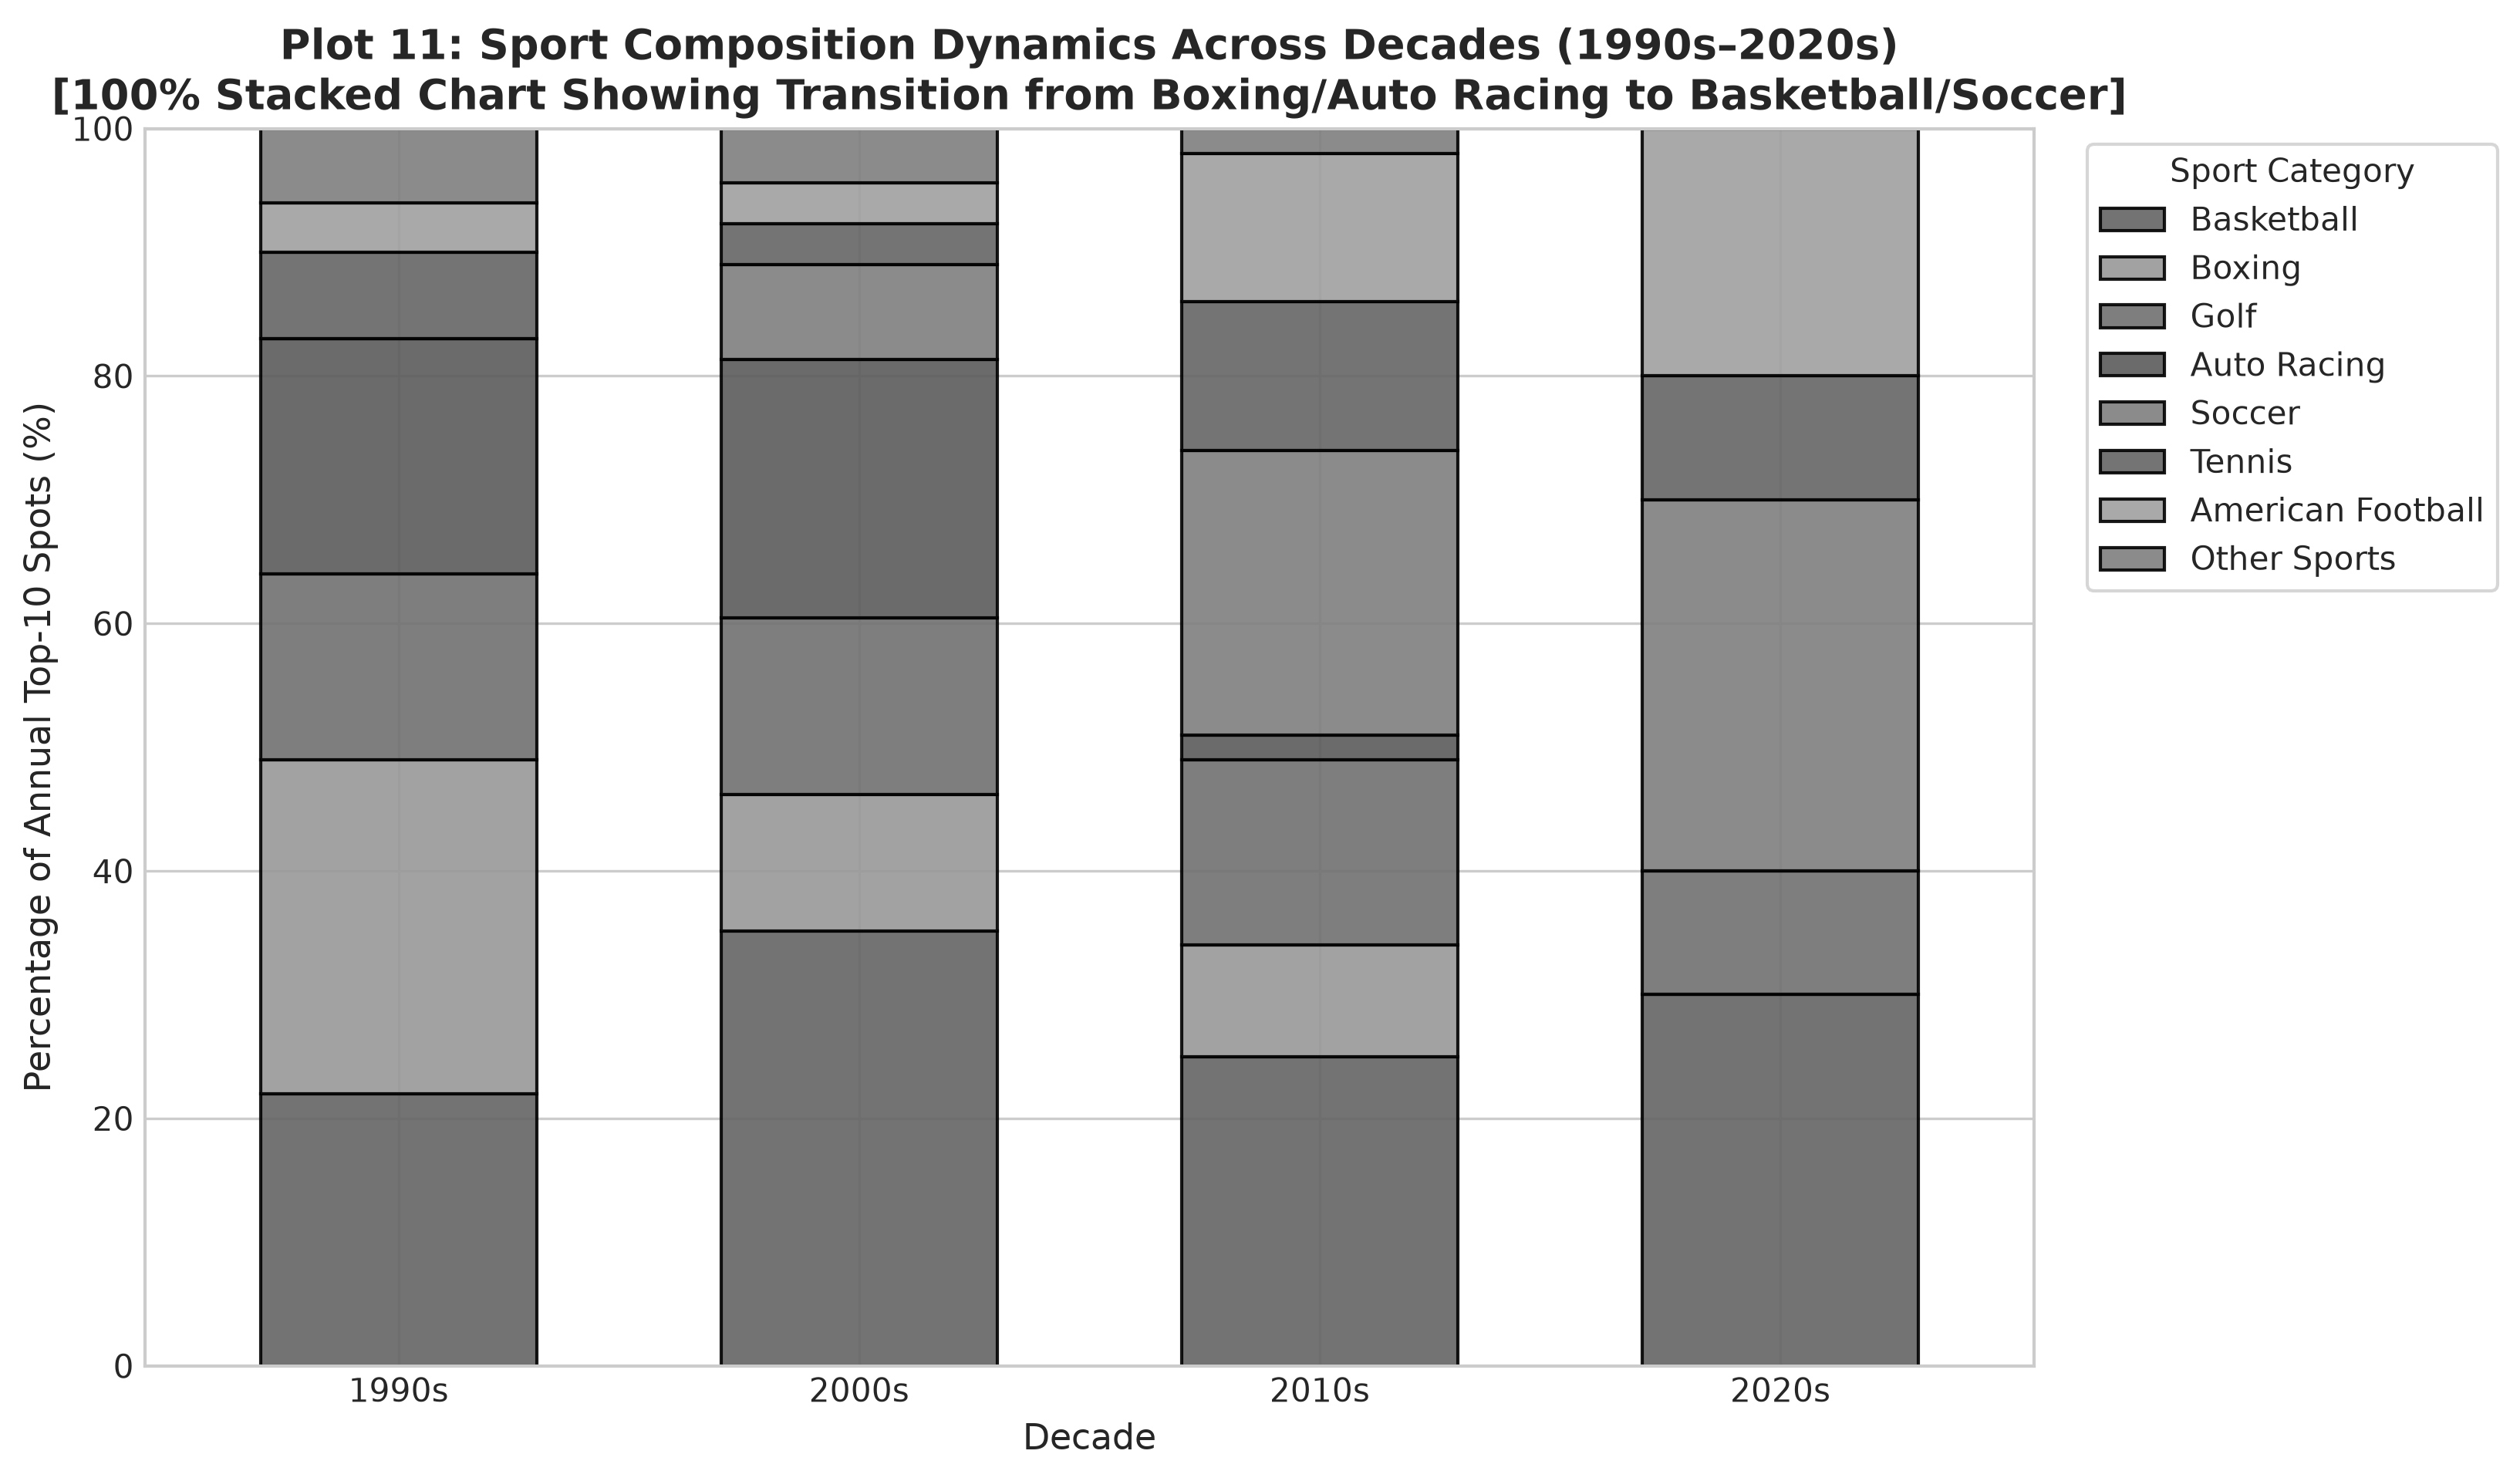 Plot 11: Sport Composition Dynamics Across Decades (1990s–2020s)
[100% Stacked Chart Showing Transition from Boxing/Auto Racing to Basketball/Soccer]
100
80
60
40
20
0
Percentage of Annual Top-10 Spots (%)
1990s
2000s
2010s
2020s
Decade
Sport Category
Basketball
Boxing
Golf
Auto Racing
Soccer
Tennis
American Football
Other Sports